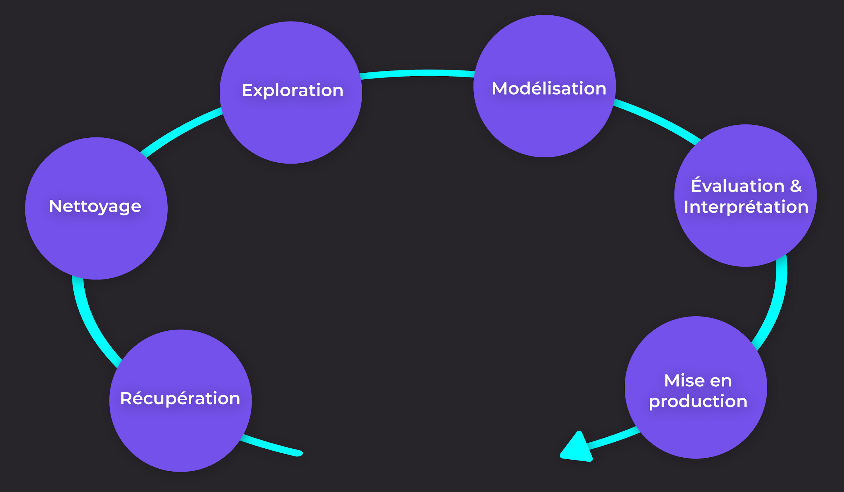 Exploration
Modélisation
Nettoyage
Évaluation &
Interprétation
Récupération
Mise en
production